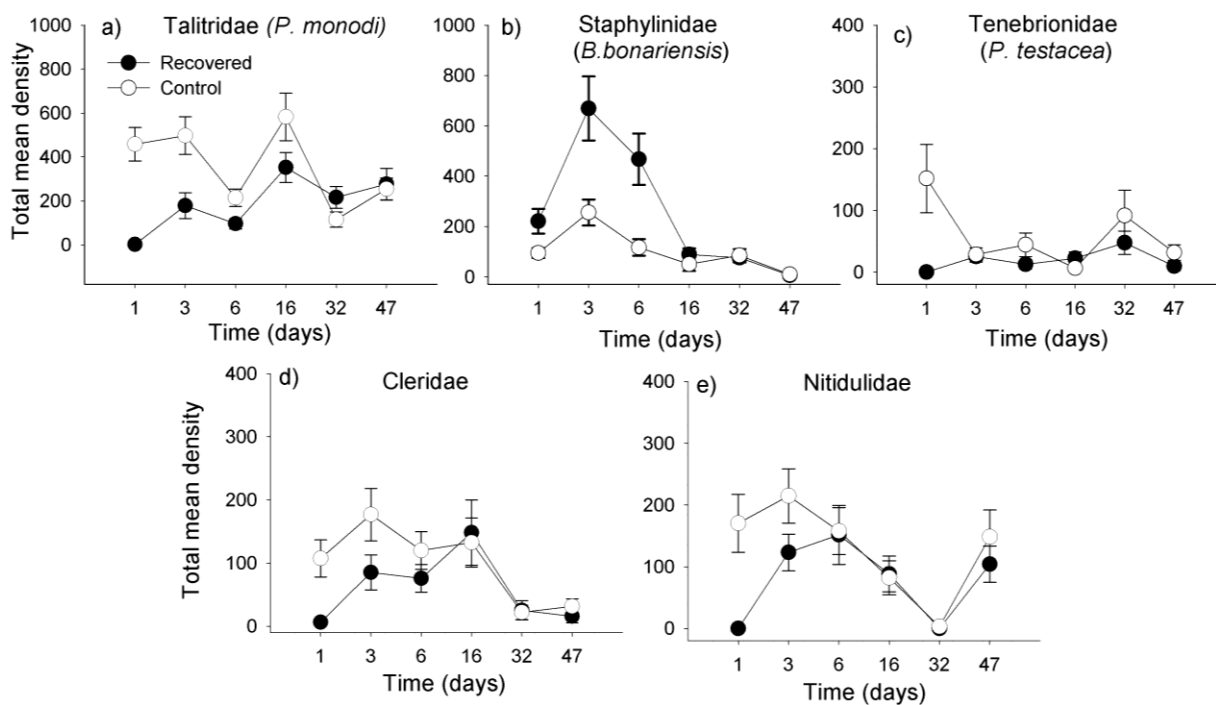 a) Talitridae (P. monodi)
Recovered
Control
Total mean density
1000
800
600
400
200
0
1 3 6 16 32 47
Time (days)
b) Staphylinidae
(B.bonariensis)
1000
800
600
400
200
0
1 3 6 16 32 47
Time (days)
c) Tenebrionidae
(P. testacea)
400
300
200
100
0
1 3 6 16 32 47
Time (days)
d) Cleridae
Total mean density
400
300
200
100
0
1 3 6 16 32 47
Time (days)
e) Nitidulidae
400
300
200
100
0
1 3 6 16 32 47
Time (days)